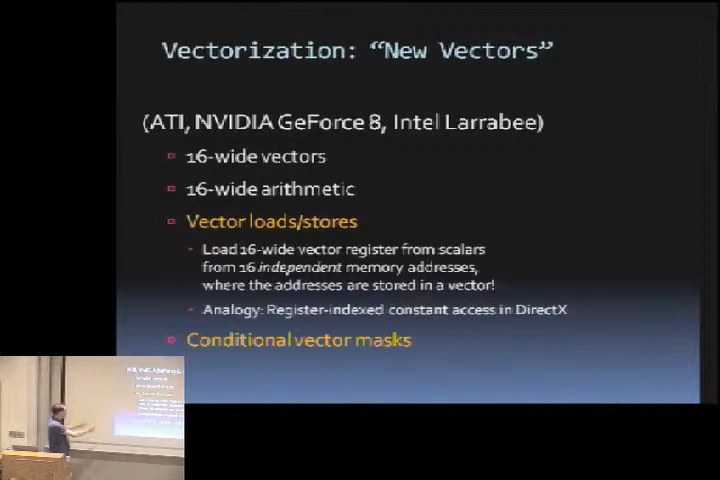 Vectorization: “New Vectors”
(ATI, NVIDIA GeForce 8, Intel Larrabee)
16-wide vectors
16-wide arithmetic
Vector loads/stores
Load 16-wide vector register from scalars
from 16 independent memory addresses,
where the addresses are stored in a vector!
Analogy: Register-indexed constant access in DirectX
Conditional vector masks